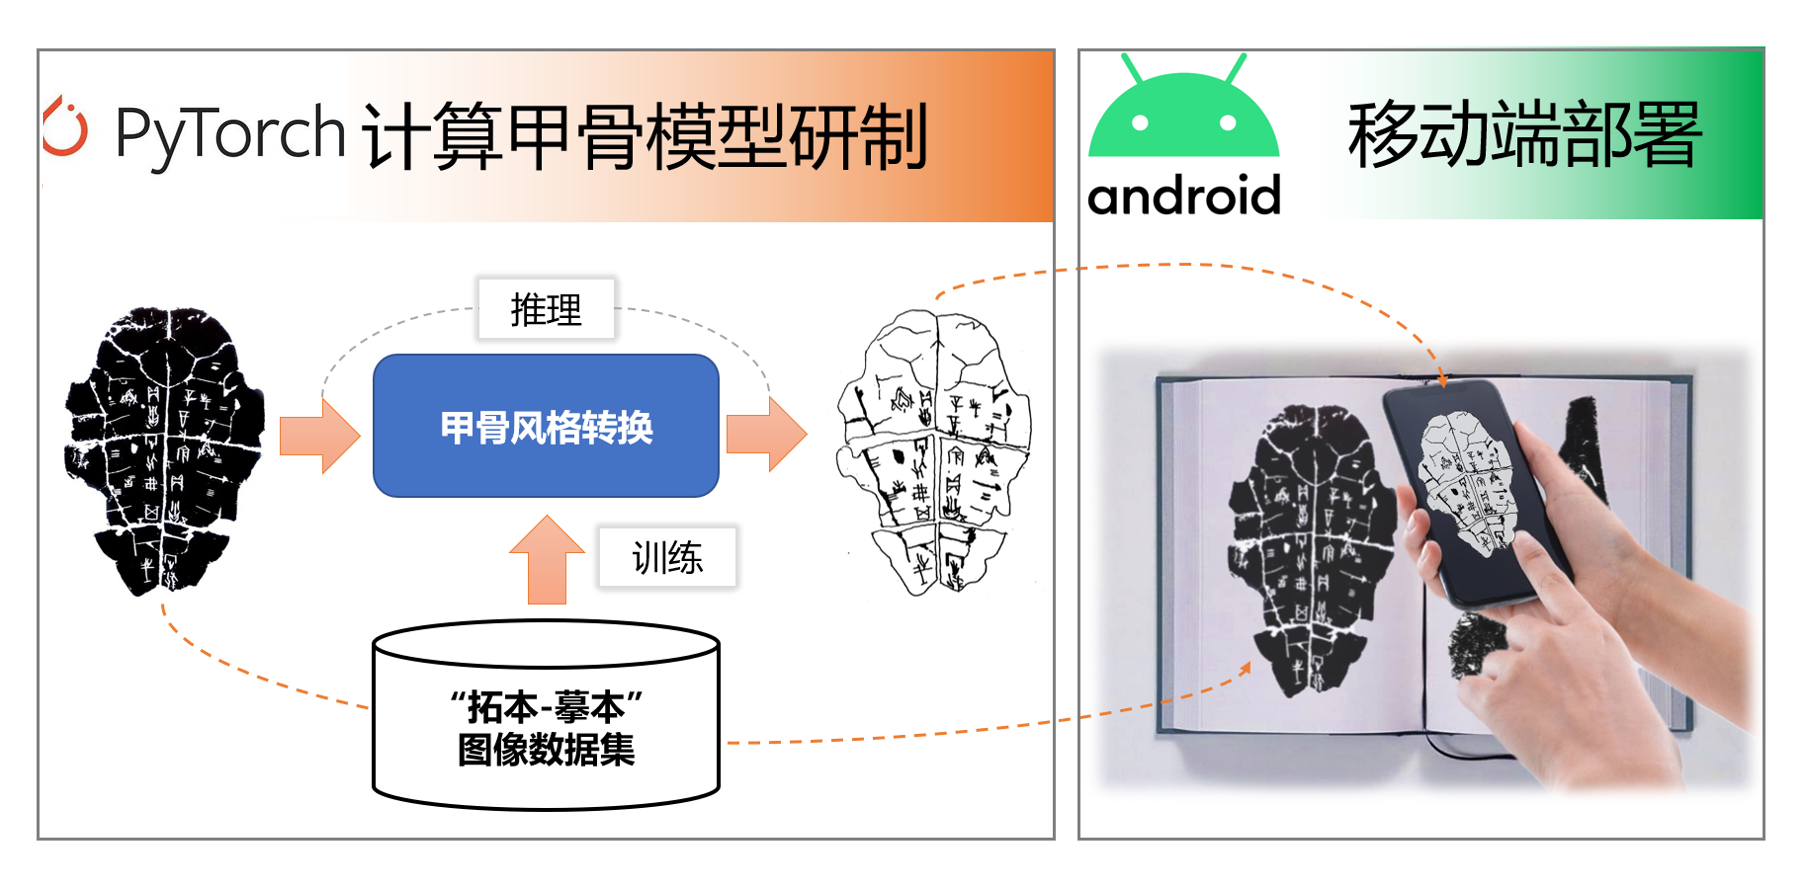 PyTorch 计算甲骨模型研制
推理
甲骨风格转换
训练
“拓本-摹本”
图像数据集
android
移动端部署